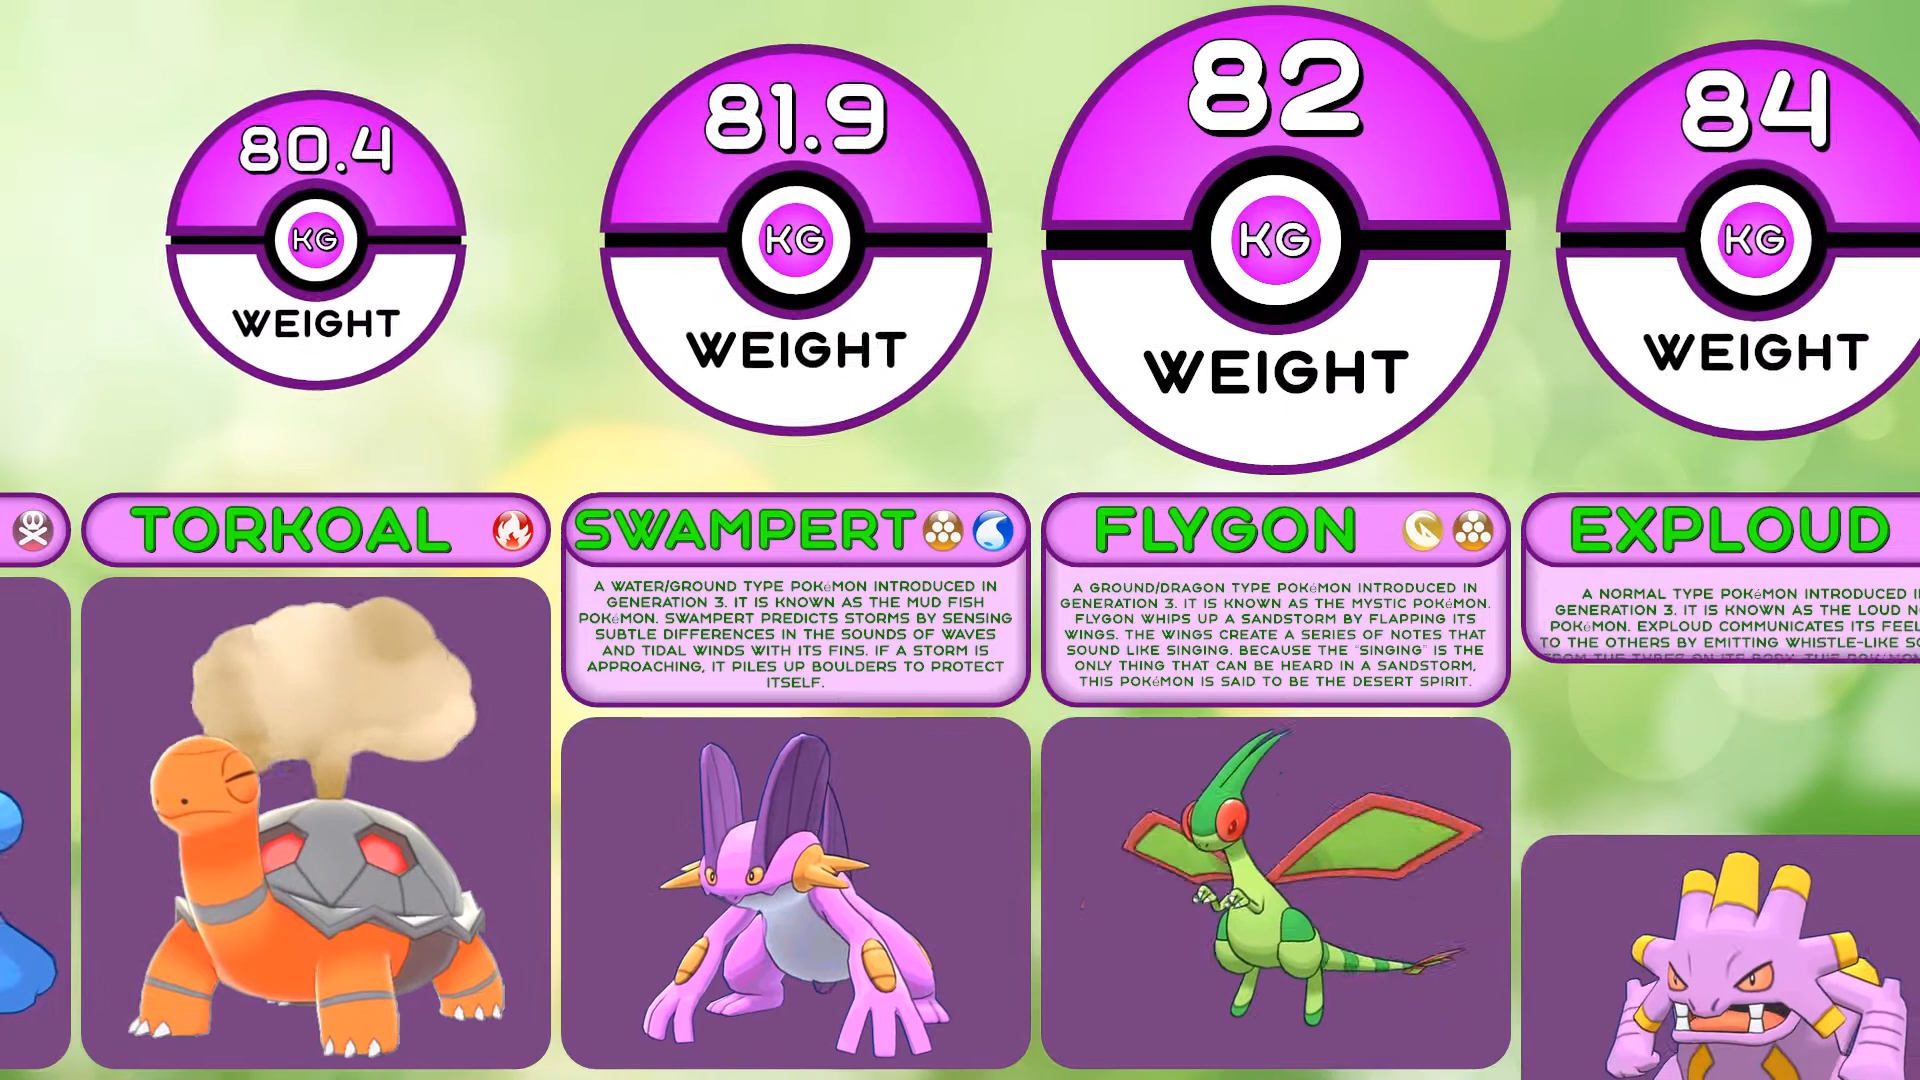 80.4
KG
WEIGHT
81.9
KG
WEIGHT
82
KG
WEIGHT
84
KG
WEIGHT
TORKOAL
SWAMPERT
A WATER/GROUND TYPE POKéMON INTRODUCED IN
GENERATION 3. IT IS KNOWN AS THE MUD FISH
POKéMON. SWAMPERT PREDICTS STORMS BY SENSING
SUBTLE DIFFERENCES IN THE SOUNDS OF WAVES
AND TIDAL WINDS WITH ITS FINS. IF A STORM IS
APPROACHING, IT PILES UP BOULDERS TO PROTECT
ITSELF.
FLYGON
A GROUND/DRAGON TYPE POKéMON INTRODUCED IN
GENERATION 3. IT IS KNOWN AS THE MYSTIC POKéMON.
FLYGON WHIPS UP A SANDSTORM BY FLAPPING ITS
WINGS. THE WINGS CREATE A SERIES OF NOTES THAT
SOUND LIKE SINGING. BECAUSE THE "SINGING" IS THE
ONLY THING THAT CAN BE HEARD IN A SANDSTORM,
THIS POKéMON IS SAID TO BE THE DESERT SPIRIT.
EXPLOUD
A NORMAL TYPE POKéMON INTRODUCED
GENERATION 3. IT IS KNOWN AS THE LOUD
POKéMON. EXPLOUD COMMUNICATES ITS
TO THE OTHERS BY EMITTING WHISTLE-LIKE